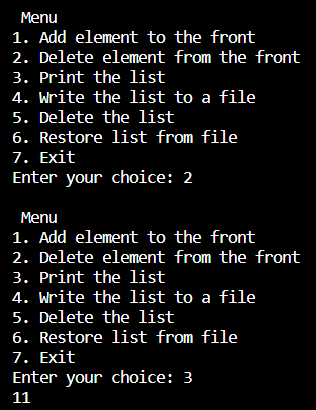 Menu
1. Add element to the front
2. Delete element from the front
3. Print the list
4. Write the list to a file
5. Delete the list
6. Restore list from file
7. Exit
Enter your choice: 2

Menu
1. Add element to the front
2. Delete element from the front
3. Print the list
4. Write the list to a file
5. Delete the list
6. Restore list from file
7. Exit
Enter your choice: 3
11